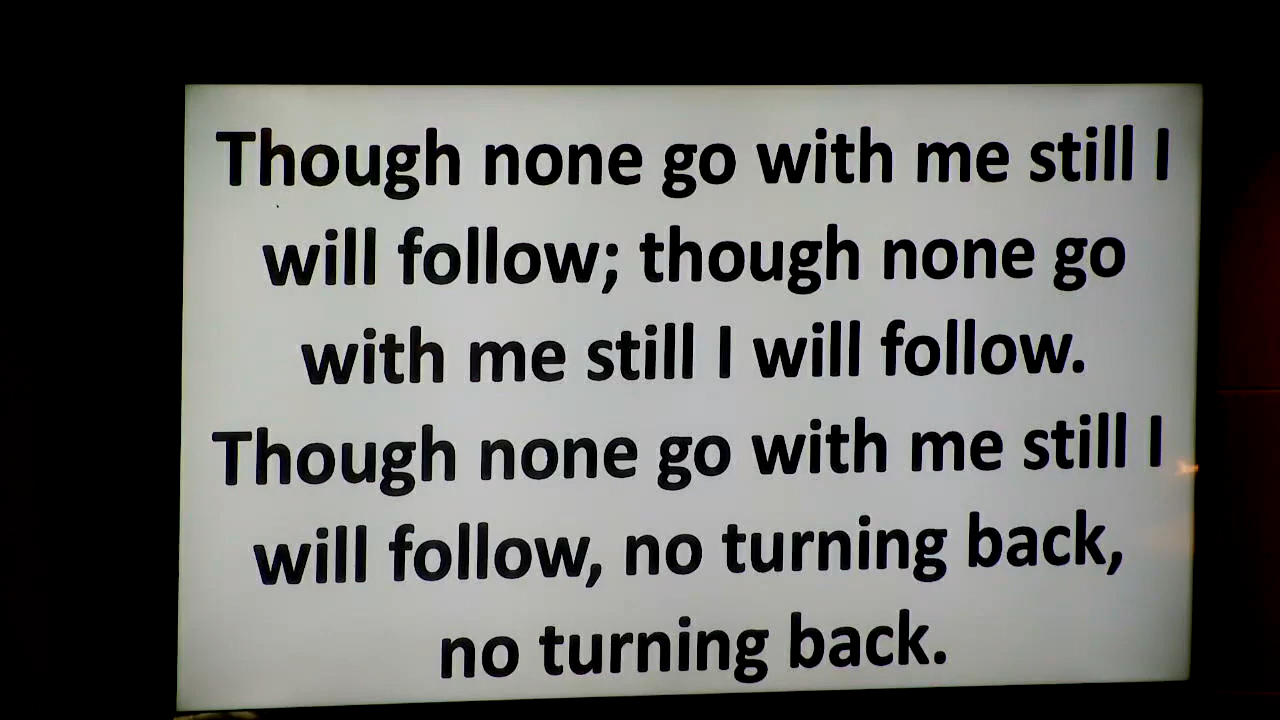 Though none go with me still I
will follow; though none go
with me still I will follow.
Though none go with me still I
will follow, no turning back,
no turning back.